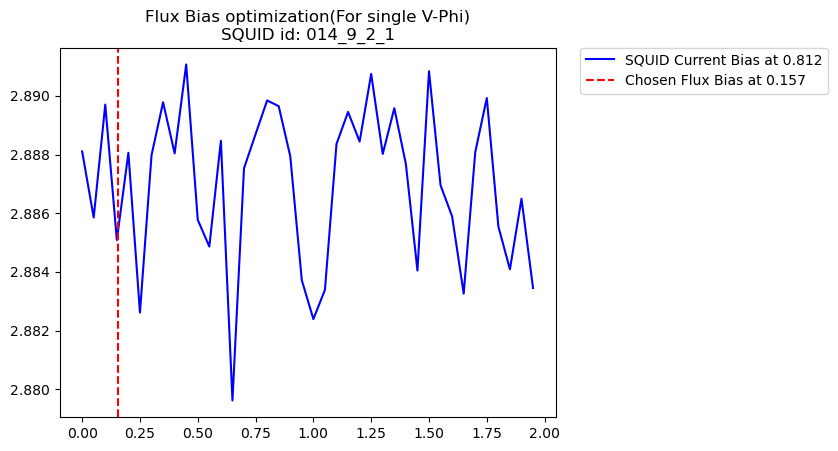 Flux Bias optimization(For single V-Phi)
SQUID id: 014_9_2_1
SQUID Current Bias at 0.812
Chosen Flux Bias at 0.157
2.890
2.888
2.886
2.884
2.882
2.880
0.00 0.25 0.50 0.75 1.00 1.25 1.50 1.75 2.00